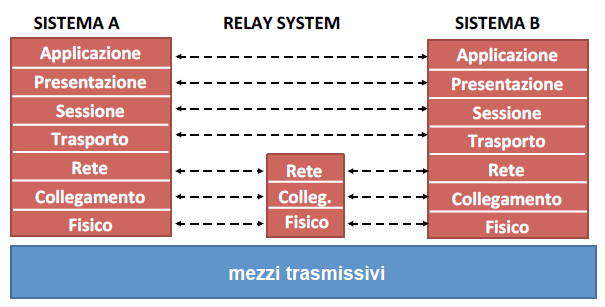 SISTEMA A
RELAY SYSTEM
SISTEMA B
Applicazione
Presentazione
Sessione
Trasporto
Rete
Collegamento
Fisico
Rete
Colleg.
Fisico
Applicazione
Presentazione
Sessione
Trasporto
Rete
Collegamento
Fisico
mezzi trasmissivi